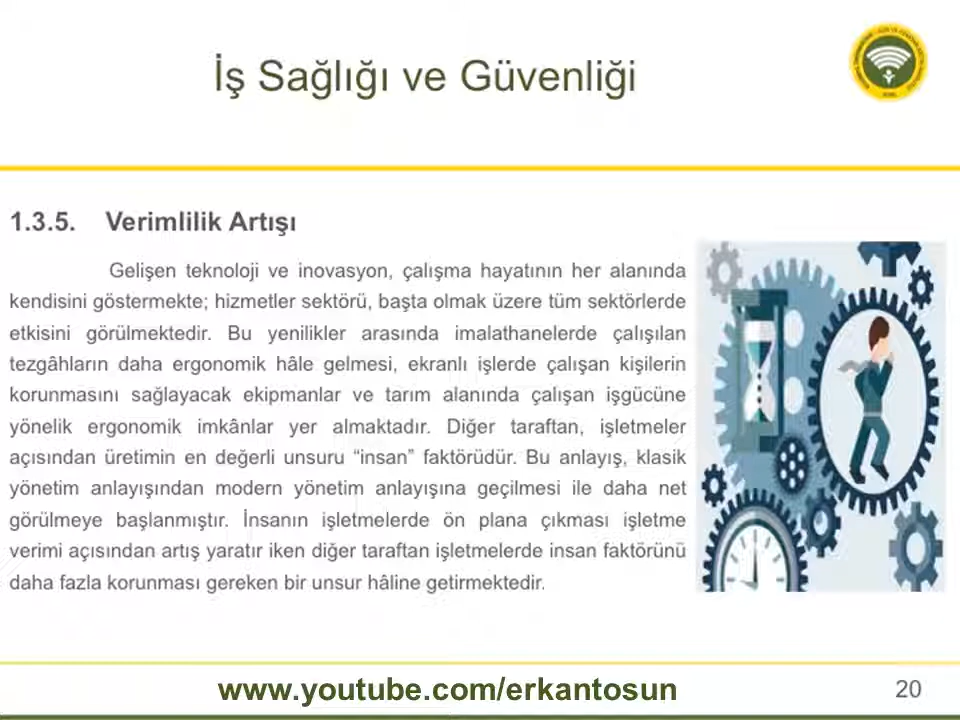 İş Sağlığı ve Güvenliği
1.3.5. Verimlilik Artışı
Gelişen teknoloji ve inovasyon, çalışma hayatının her alanında
kendisini göstermekte; hizmetler sektörü, başta olmak üzere tüm sektörlerde
etkisini görülmektedir. Bu yenilikler arasında imalathanelerde çalışılan
tezgâhların daha ergonomik hâle gelmesi, ekranlı işlerde çalışan kişilerin
korunmasını sağlayacak ekipmanlar ve tarım alanında çalışan işgücüne
yönelik ergonomik imkânlar yer almaktadır. Diğer taraftan, işletmeler
açısından üretimin en değerli unsuru “insan” faktörüdür. Bu anlayış, klasik
yönetim anlayışından modern yönetim anlayışına geçilmesi ile daha net
görülmeye başlanmıştır. İnsanın işletmelerde ön plana çıkması işletme
verimi açısından artış yaratır iken diğer taraftan işletmelerde insan faktörünü
daha fazla korunması gereken bir unsur hâline getirmektedir.
www.youtube.com/erkantosun
20